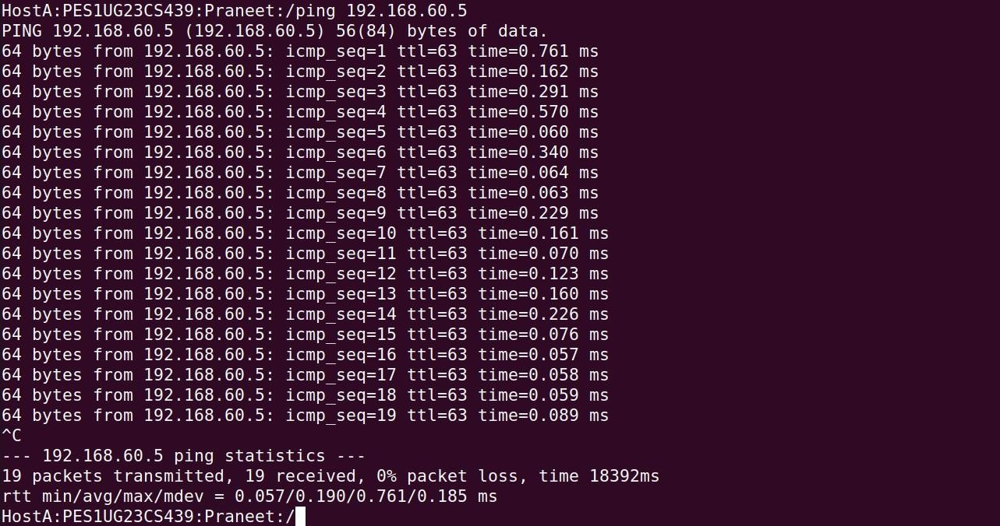 HostA:PES1UG23CS439:Praneet:/ping 192.168.60.5
PING 192.168.60.5 (192.168.60.5) 56(84) bytes of data.
64 bytes from 192.168.60.5: icmp_seq=1 ttl=63 time=0.761 ms
64 bytes from 192.168.60.5: icmp_seq=2 ttl=63 time=0.162 ms
64 bytes from 192.168.60.5: icmp_seq=3 ttl=63 time=0.291 ms
64 bytes from 192.168.60.5: icmp_seq=4 ttl=63 time=0.570 ms
64 bytes from 192.168.60.5: icmp_seq=5 ttl=63 time=0.060 ms
64 bytes from 192.168.60.5: icmp_seq=6 ttl=63 time=0.340 ms
64 bytes from 192.168.60.5: icmp_seq=7 ttl=63 time=0.064 ms
64 bytes from 192.168.60.5: icmp_seq=8 ttl=63 time=0.063 ms
64 bytes from 192.168.60.5: icmp_seq=9 ttl=63 time=0.229 ms
64 bytes from 192.168.60.5: icmp_seq=10 ttl=63 time=0.161 ms
64 bytes from 192.168.60.5: icmp_seq=11 ttl=63 time=0.070 ms
64 bytes from 192.168.60.5: icmp_seq=12 ttl=63 time=0.123 ms
64 bytes from 192.168.60.5: icmp_seq=13 ttl=63 time=0.160 ms
64 bytes from 192.168.60.5: icmp_seq=14 ttl=63 time=0.226 ms
64 bytes from 192.168.60.5: icmp_seq=15 ttl=63 time=0.076 ms
64 bytes from 192.168.60.5: icmp_seq=16 ttl=63 time=0.057 ms
64 bytes from 192.168.60.5: icmp_seq=17 ttl=63 time=0.058 ms
64 bytes from 192.168.60.5: icmp_seq=18 ttl=63 time=0.059 ms
64 bytes from 192.168.60.5: icmp_seq=19 ttl=63 time=0.089 ms
^C
--- 192.168.60.5 ping statistics ---
19 packets transmitted, 19 received, 0% packet loss, time 18392ms
rtt min/avg/max/mdev = 0.057/0.190/0.761/0.185 ms
HostA:PES1UG23CS439:Praneet:/